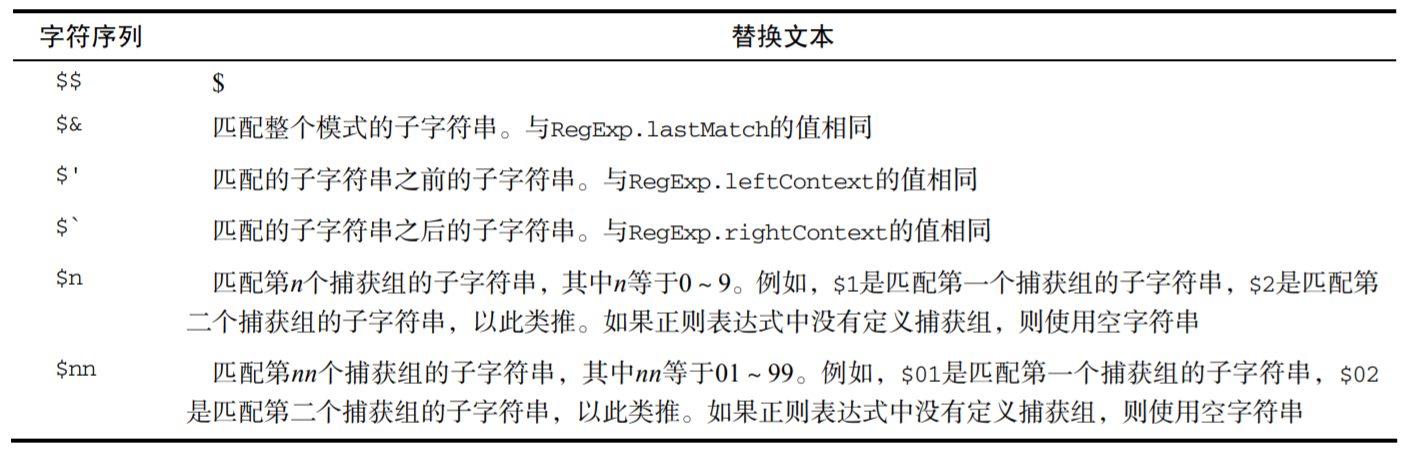 字符序列 替换文本
$$ $
$& 匹配整个模式的子字符串。与RegExp.lastMatch的值相同
$' 匹配的子字符串之前的子字符串。与RegExp.leftContext的值相同
$` 匹配的子字符串之后的子字符串。与RegExp.rightContext的值相同
$n 匹配第n个捕获组的子字符串，其中n等于0～9。例如，$1是匹配第一个捕获组的子字符串，$2是匹配第
二个捕获组的子字符串，以此类推。如果正则表达式中没有定义捕获组，则使用空字符串
$nn 匹配第nn个捕获组的子字符串，其中nn等于01～99。例如，$01是匹配第一个捕获组的子字符串，$02
是匹配第二个捕获组的子字符串，以此类推。如果正则表达式中没有定义捕获组，则使用空字符串